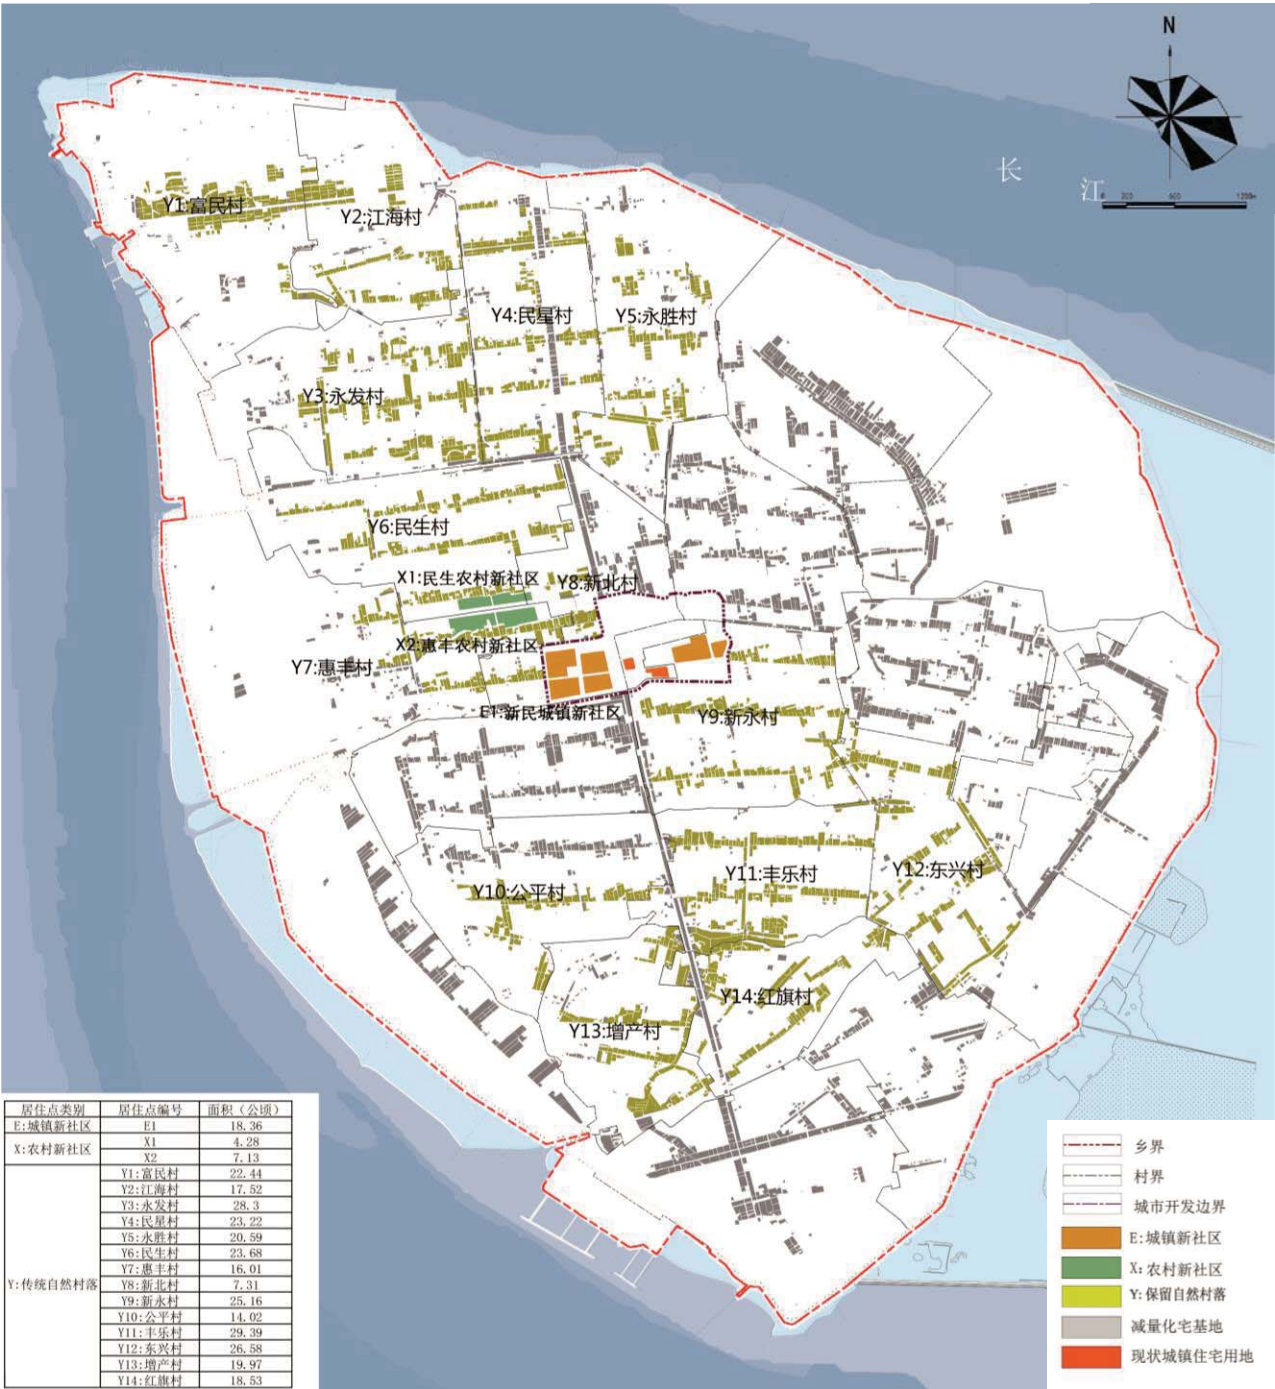 N
长
江
0 300 600 1200m
Y1:富民村
Y2:江海村
Y4:民星村
Y5:永胜村
Y3:永发村
Y6:民生村
X1:民生农村新社区
Y8:新北村
X2:惠丰农村新社区
Y7:惠丰村
E1:新民城镇新社区
Y9:新永村
Y11:丰乐村
Y12:东兴村
Y10:公平村
Y14:红旗村
Y13:增产村
居住点类别 居住点编号 面积（公顷）
E:城镇新社区 E1 18.36
X:农村新社区 X1 4.28
X2 7.13
Y:传统自然村落 Y1:富民村 22.44
Y2:江海村 17.52
Y3:永发村 28.3
Y4:民星村 23.22
Y5:永胜村 20.59
Y6:民生村 23.68
Y7:惠丰村 16.01
Y8:新北村 7.31
Y9:新永村 25.16
Y10:公平村 14.02
Y11:丰乐村 29.39
Y12:东兴村 26.58
Y13:增产村 19.97
Y14:红旗村 18.53
乡界
村界
城市开发边界
E:城镇新社区
X:农村新社区
Y:保留自然村落
减量化宅基地
现状城镇住宅用地